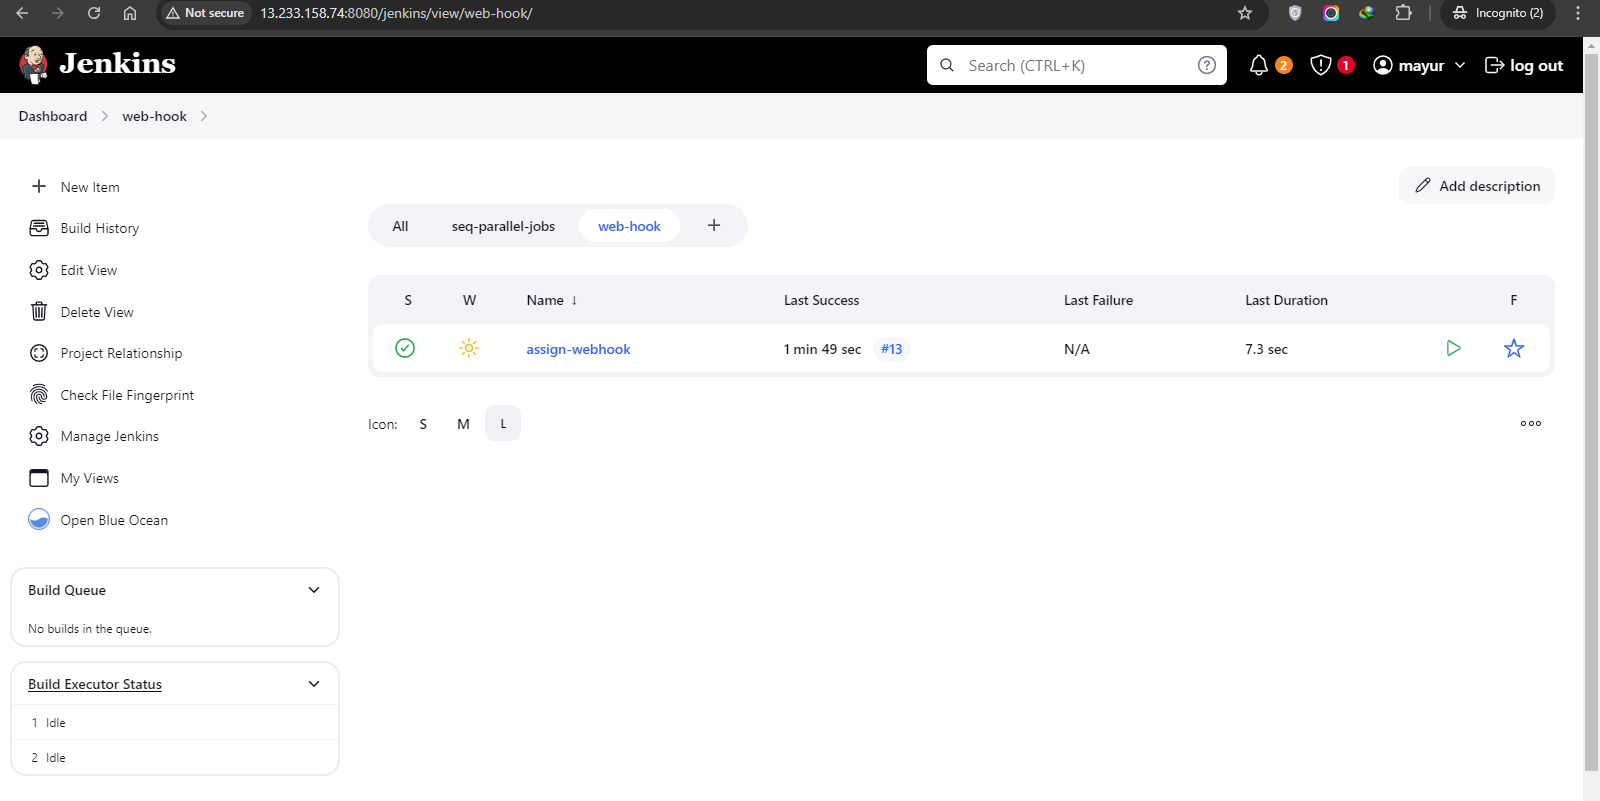 Not secure 13.233.158.74:8080/jenkins/view/web-hook/ Incognito (2)
Jenkins Search (CTRL+K) ? 2 1 mayur log out
Dashboard web-hook
New Item
Build History
Edit View
Delete View
Project Relationship
Check File Fingerprint
Manage Jenkins
My Views
Open Blue Ocean
Build Queue
No builds in the queue.
Build Executor Status
1 Idle
2 Idle
Add description
All seq-parallel-jobs web-hook +
S W Name ↓ Last Success Last Failure Last Duration F
assign-webhook 1 min 49 sec #13 N/A 7.3 sec
Icon: S M L